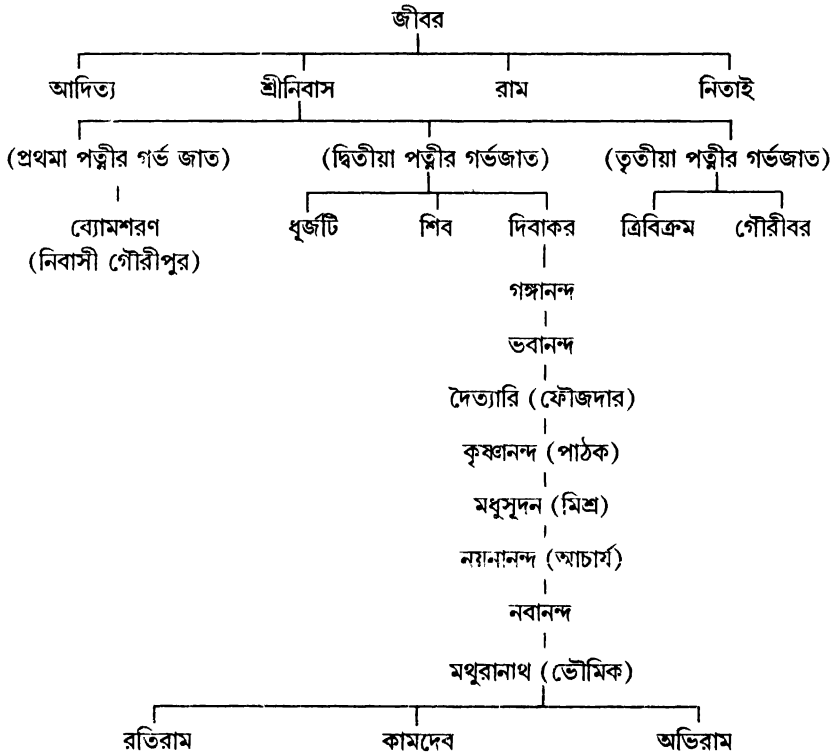 জীবর
আদিত্য শ্রীনিবাস রাম নিতাই
(প্রথমা পত্নীর গর্ভ জাত) (দ্বিতীয়া পত্নীর গর্ভজাত) (তৃতীয়া পত্নীর গর্ভজাত)
ব্যোমশরণ ধূর্জটি শিব দিবাকর ত্রিবিক্রম গৌরীবর
(নিবাসী গৌরীপুর)
গঙ্গানন্দ
ভবানন্দ
দৈত্যারি (ফৌজদার)
কৃষ্ণানন্দ (পাঠক)
মধুসূদন (মিশ্র)
নয়নানন্দ (আচার্য)
নবানন্দ
মথুরানাথ (ভৌমিক)
রতিরাম কামদেব অভিরাম